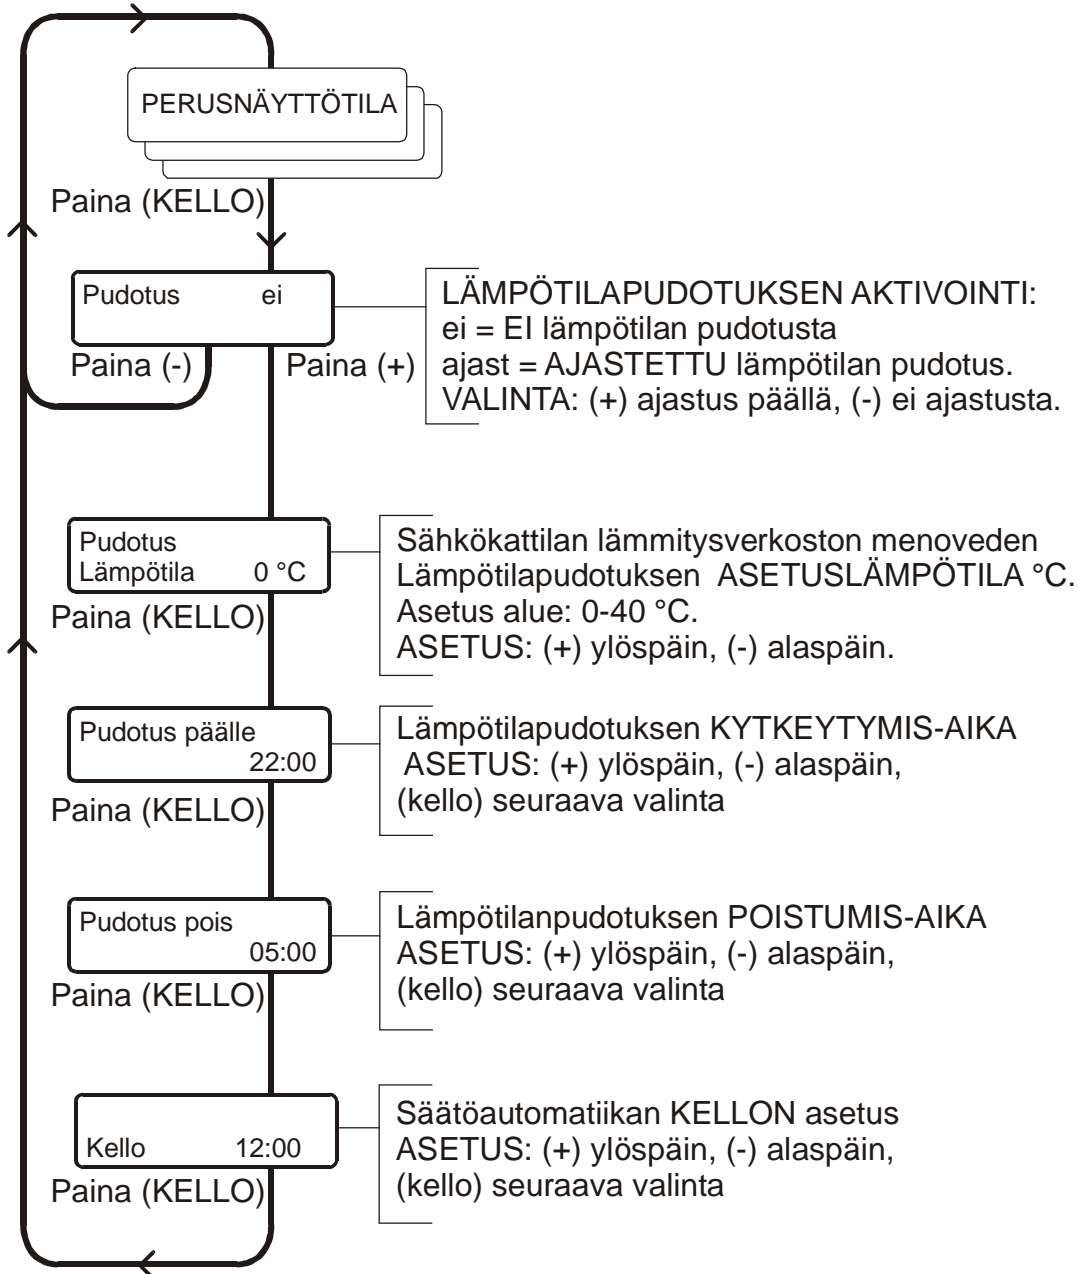 PERUSNÄYTTÖTILA
Paina (KELLO)
Pudotus ei
Paina (-)
Paina (+)
LÄMPÖTILAPUDOTUKSEN AKTIVOINTI:
ei = EI lämpötilan pudotusta
ajast = AJASTETTU lämpötilan pudotus.
VALINTA: (+) ajastus päällä, (-) ei ajastusta.
Pudotus
Lämpötila 0 °C
Paina (KELLO)
Sähkökattilan lämmitysverkoston menoveden
Lämpötilapudotuksen ASETUSLÄMPÖTILA °C.
Asetus alue: 0-40 °C.
ASETUS: (+) ylöspäin, (-) alaspäin.
Pudotus päälle
22:00
Paina (KELLO)
Lämpötilapudotuksen KYTKEYTYMIS-AIKA
ASETUS: (+) ylöspäin, (-) alaspäin,
(kello) seuraava valinta
Pudotus pois
05:00
Paina (KELLO)
Lämpötilanpudotuksen POISTUMIS-AIKA
ASETUS: (+) ylöspäin, (-) alaspäin,
(kello) seuraava valinta
Kello 12:00
Paina (KELLO)
Säätöautomatiikan KELLON asetus
ASETUS: (+) ylöspäin, (-) alaspäin,
(kello) seuraava valinta